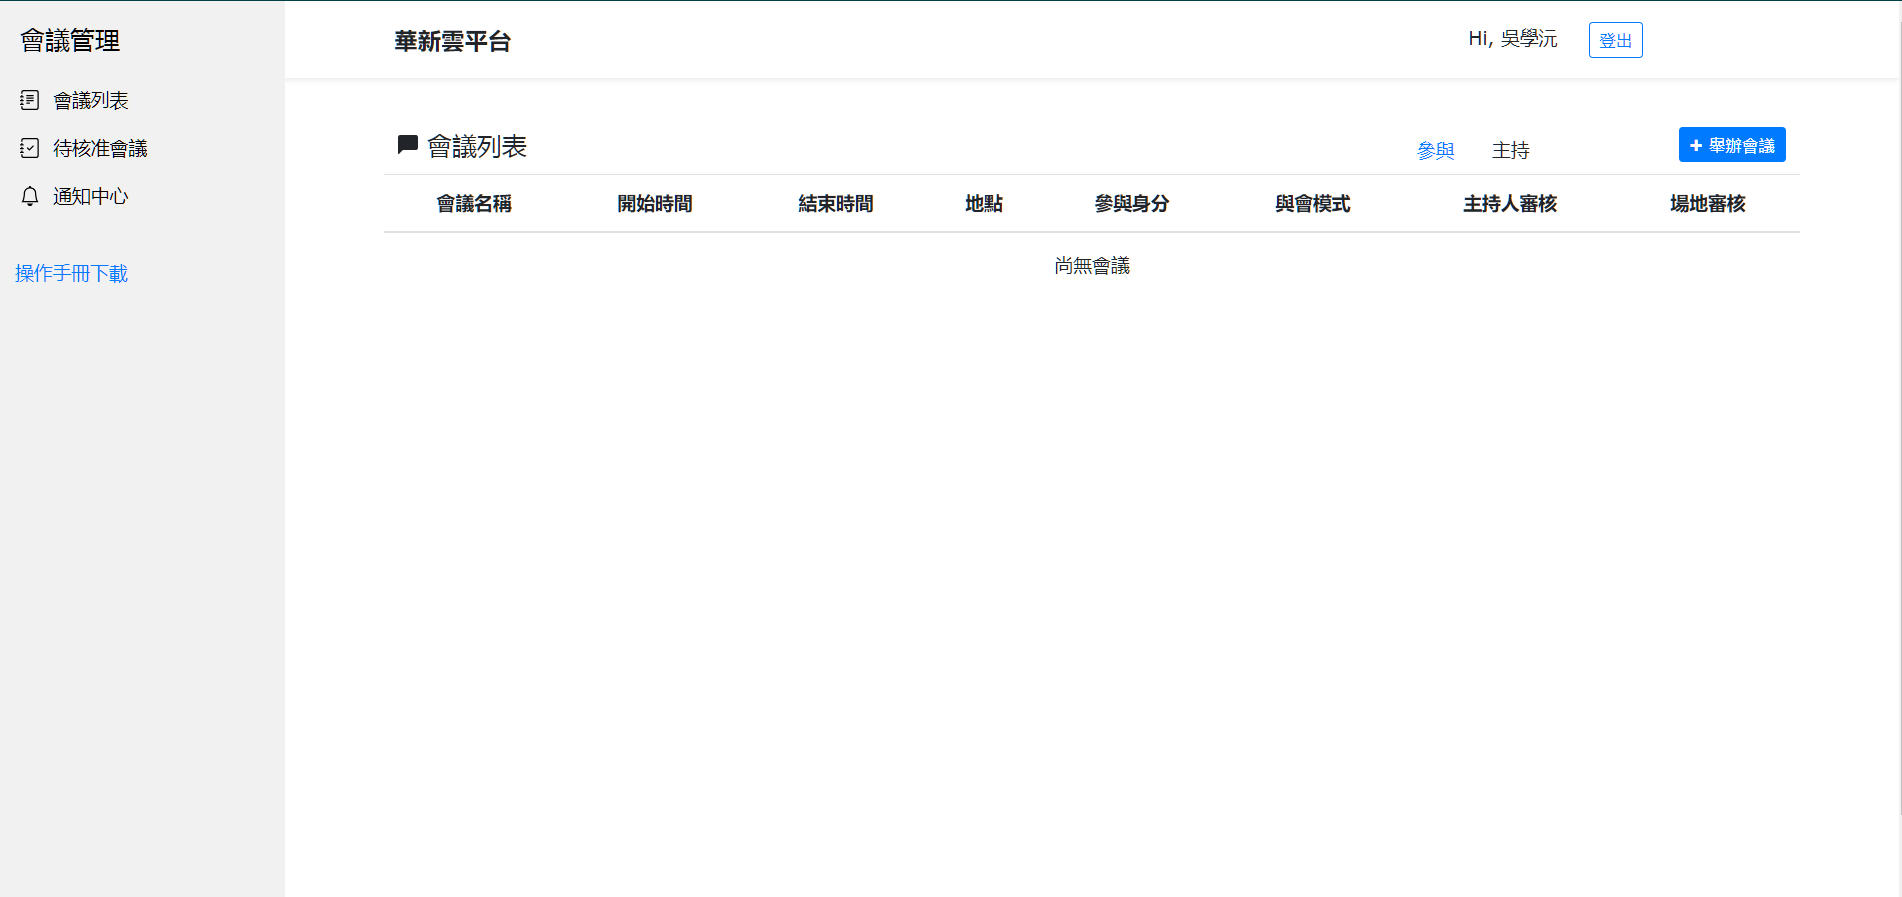 會議管理
會議列表
待核准會議
通知中心
操作手冊下載
華新雲平台
Hi, 吳學沅
登出
會議列表
參與
主持
+ 舉辦會議
會議名稱 開始時間 結束時間 地點 參與身分 與會模式 主持人審核 場地審核
尚無會議